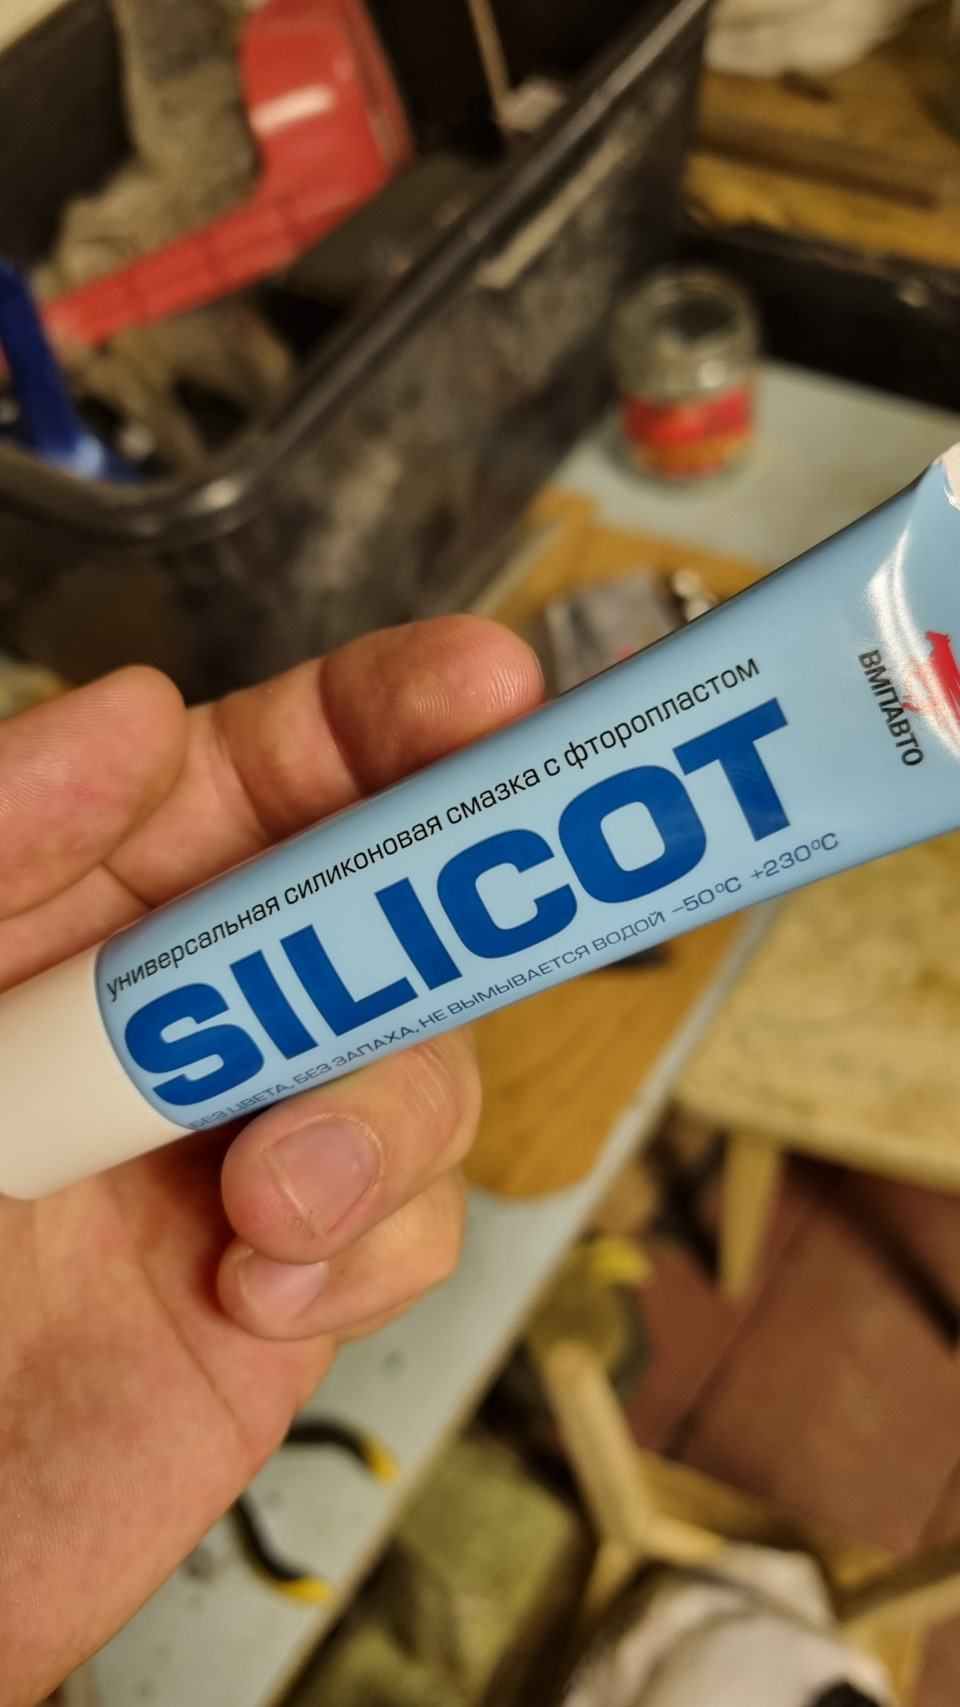 универсальная силиконовая смазка с фторопластом
SILICOT
БЕЗ ЦВЕТА, БЕЗ ЗАПАХА, НЕ ВЫМЫВАЕТСЯ ВОДОЙ –50°C +230°C
ВМПАВТО